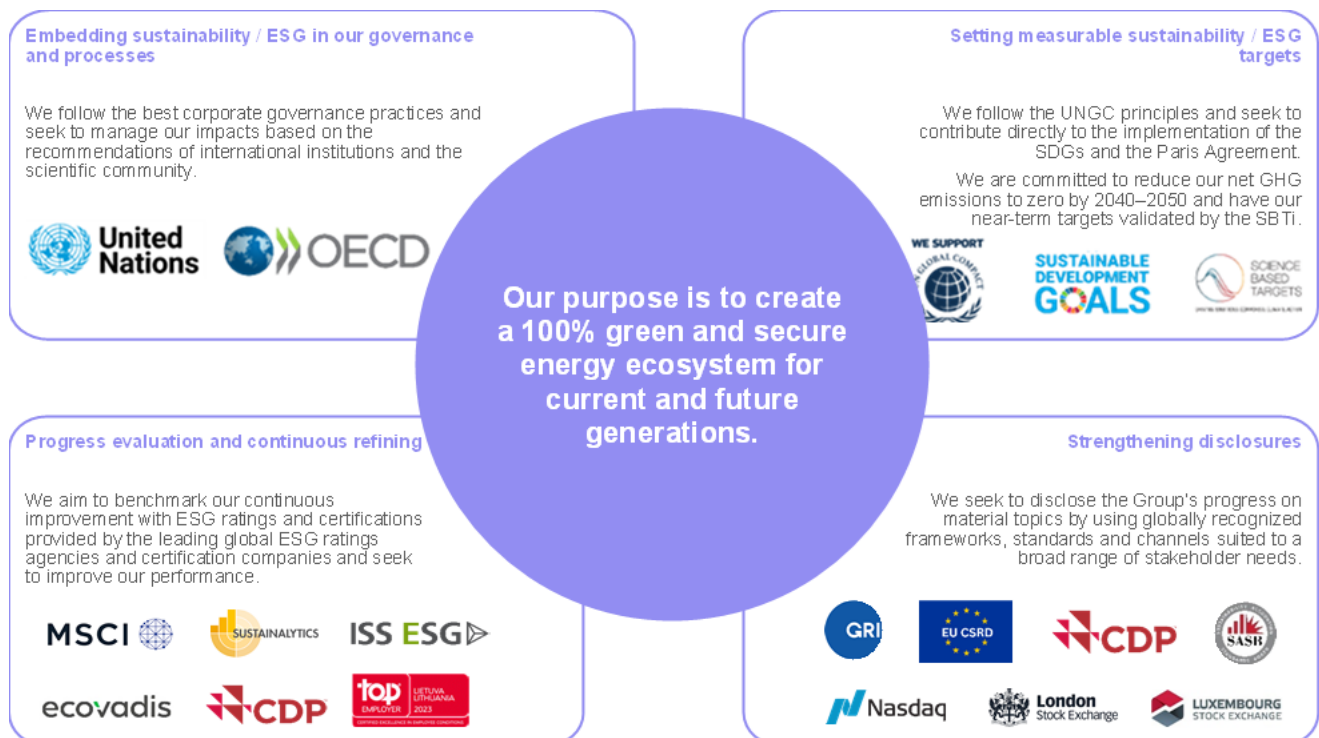 Embedding sustainability / ESG in our governance
and processes
We follow the best corporate governance practices and
seek to manage our impacts based on the
recommendations of international institutions and the
scientific community.
United
Nations
OECD
Setting measurable sustainability / ESG
targets
We follow the UNGC principles and seek to
contribute directly to the implementation of the
SDGs and the Paris Agreement.
We are committed to reduce our net GHG
emissions to zero by 2040–2050 and have our
near-term targets validated by the SBTi.
WE SUPPORT
N GLOBAL COMPACT
SUSTAINABLE
DEVELOPMENT
GOALS
SCIENCE
BASED
TARGETS
Our purpose is to create
a 100% green and secure
energy ecosystem for
current and future
generations.
Progress evaluation and continuous refining
We aim to benchmark our continuous
improvement with ESG ratings and certifications
provided by the leading global ESG ratings
agencies and certification companies and seek
to improve our performance.
MSCI
SUSTAINALYTICS
ISS ESG
ecovadis
CDP
top
EMPLOYER
LIETUVA
LITHUANIA
2023
CERTIFIED EXCELLENCE IN EMPLOYEE CONDITIONS
Strengthening disclosures
We seek to disclose the Group's progress on
material topics by using globally recognized
frameworks, standards and channels suited to a
broad range of stakeholder needs.
GRI
EU CSRD
CDP
SASB
Nasdaq
London
Stock Exchange
LUXEMBOURG
STOCK EXCHANGE